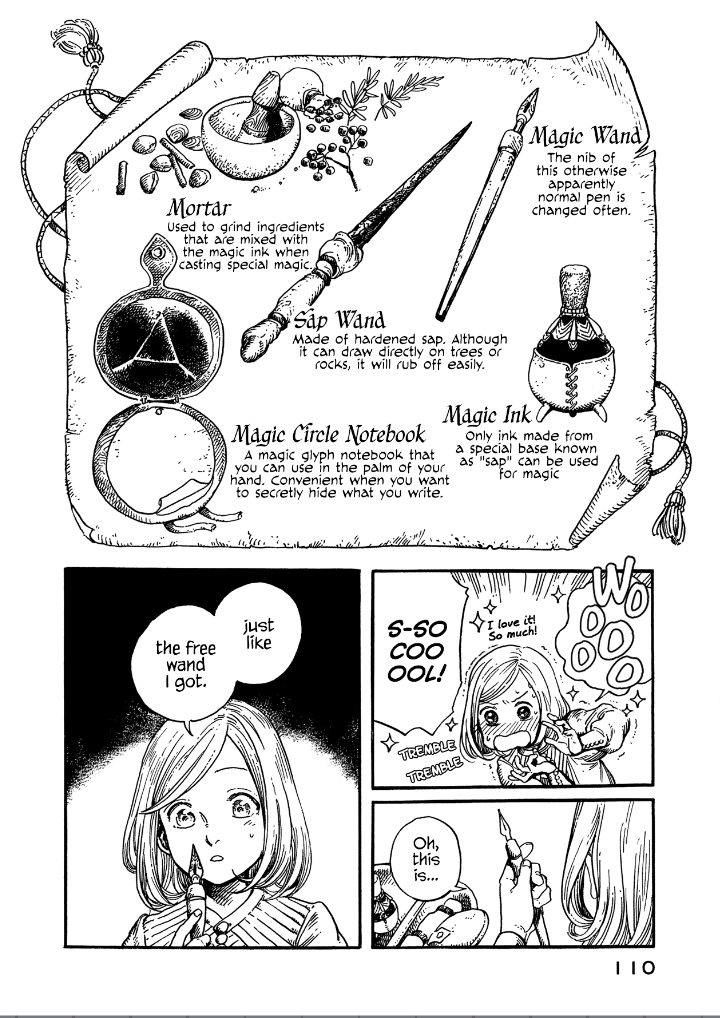 Magic Wand
The nib of
this otherwise
apparently
normal pen is
changed often.
Mortar
Used to grind ingredients
that are mixed with
the magic ink when
casting special magic.
Sap Wand
Made of hardened sap. Although
it can draw directly on trees or
rocks, it will rub off easily.
Magic Ink
Only ink made from
a special base known
as "sap" can be used
for magic
Magic Circle Notebook
A magic glyph notebook that
you can use in the palm of your
hand. Convenient when you want
to secretly hide what you write.
WOOOOO
I love it!
So much!
S-SO
COO
OOL!
TREMBLE
TREMBLE
Oh,
this
is...
just
like
the free
wand
I got.
110